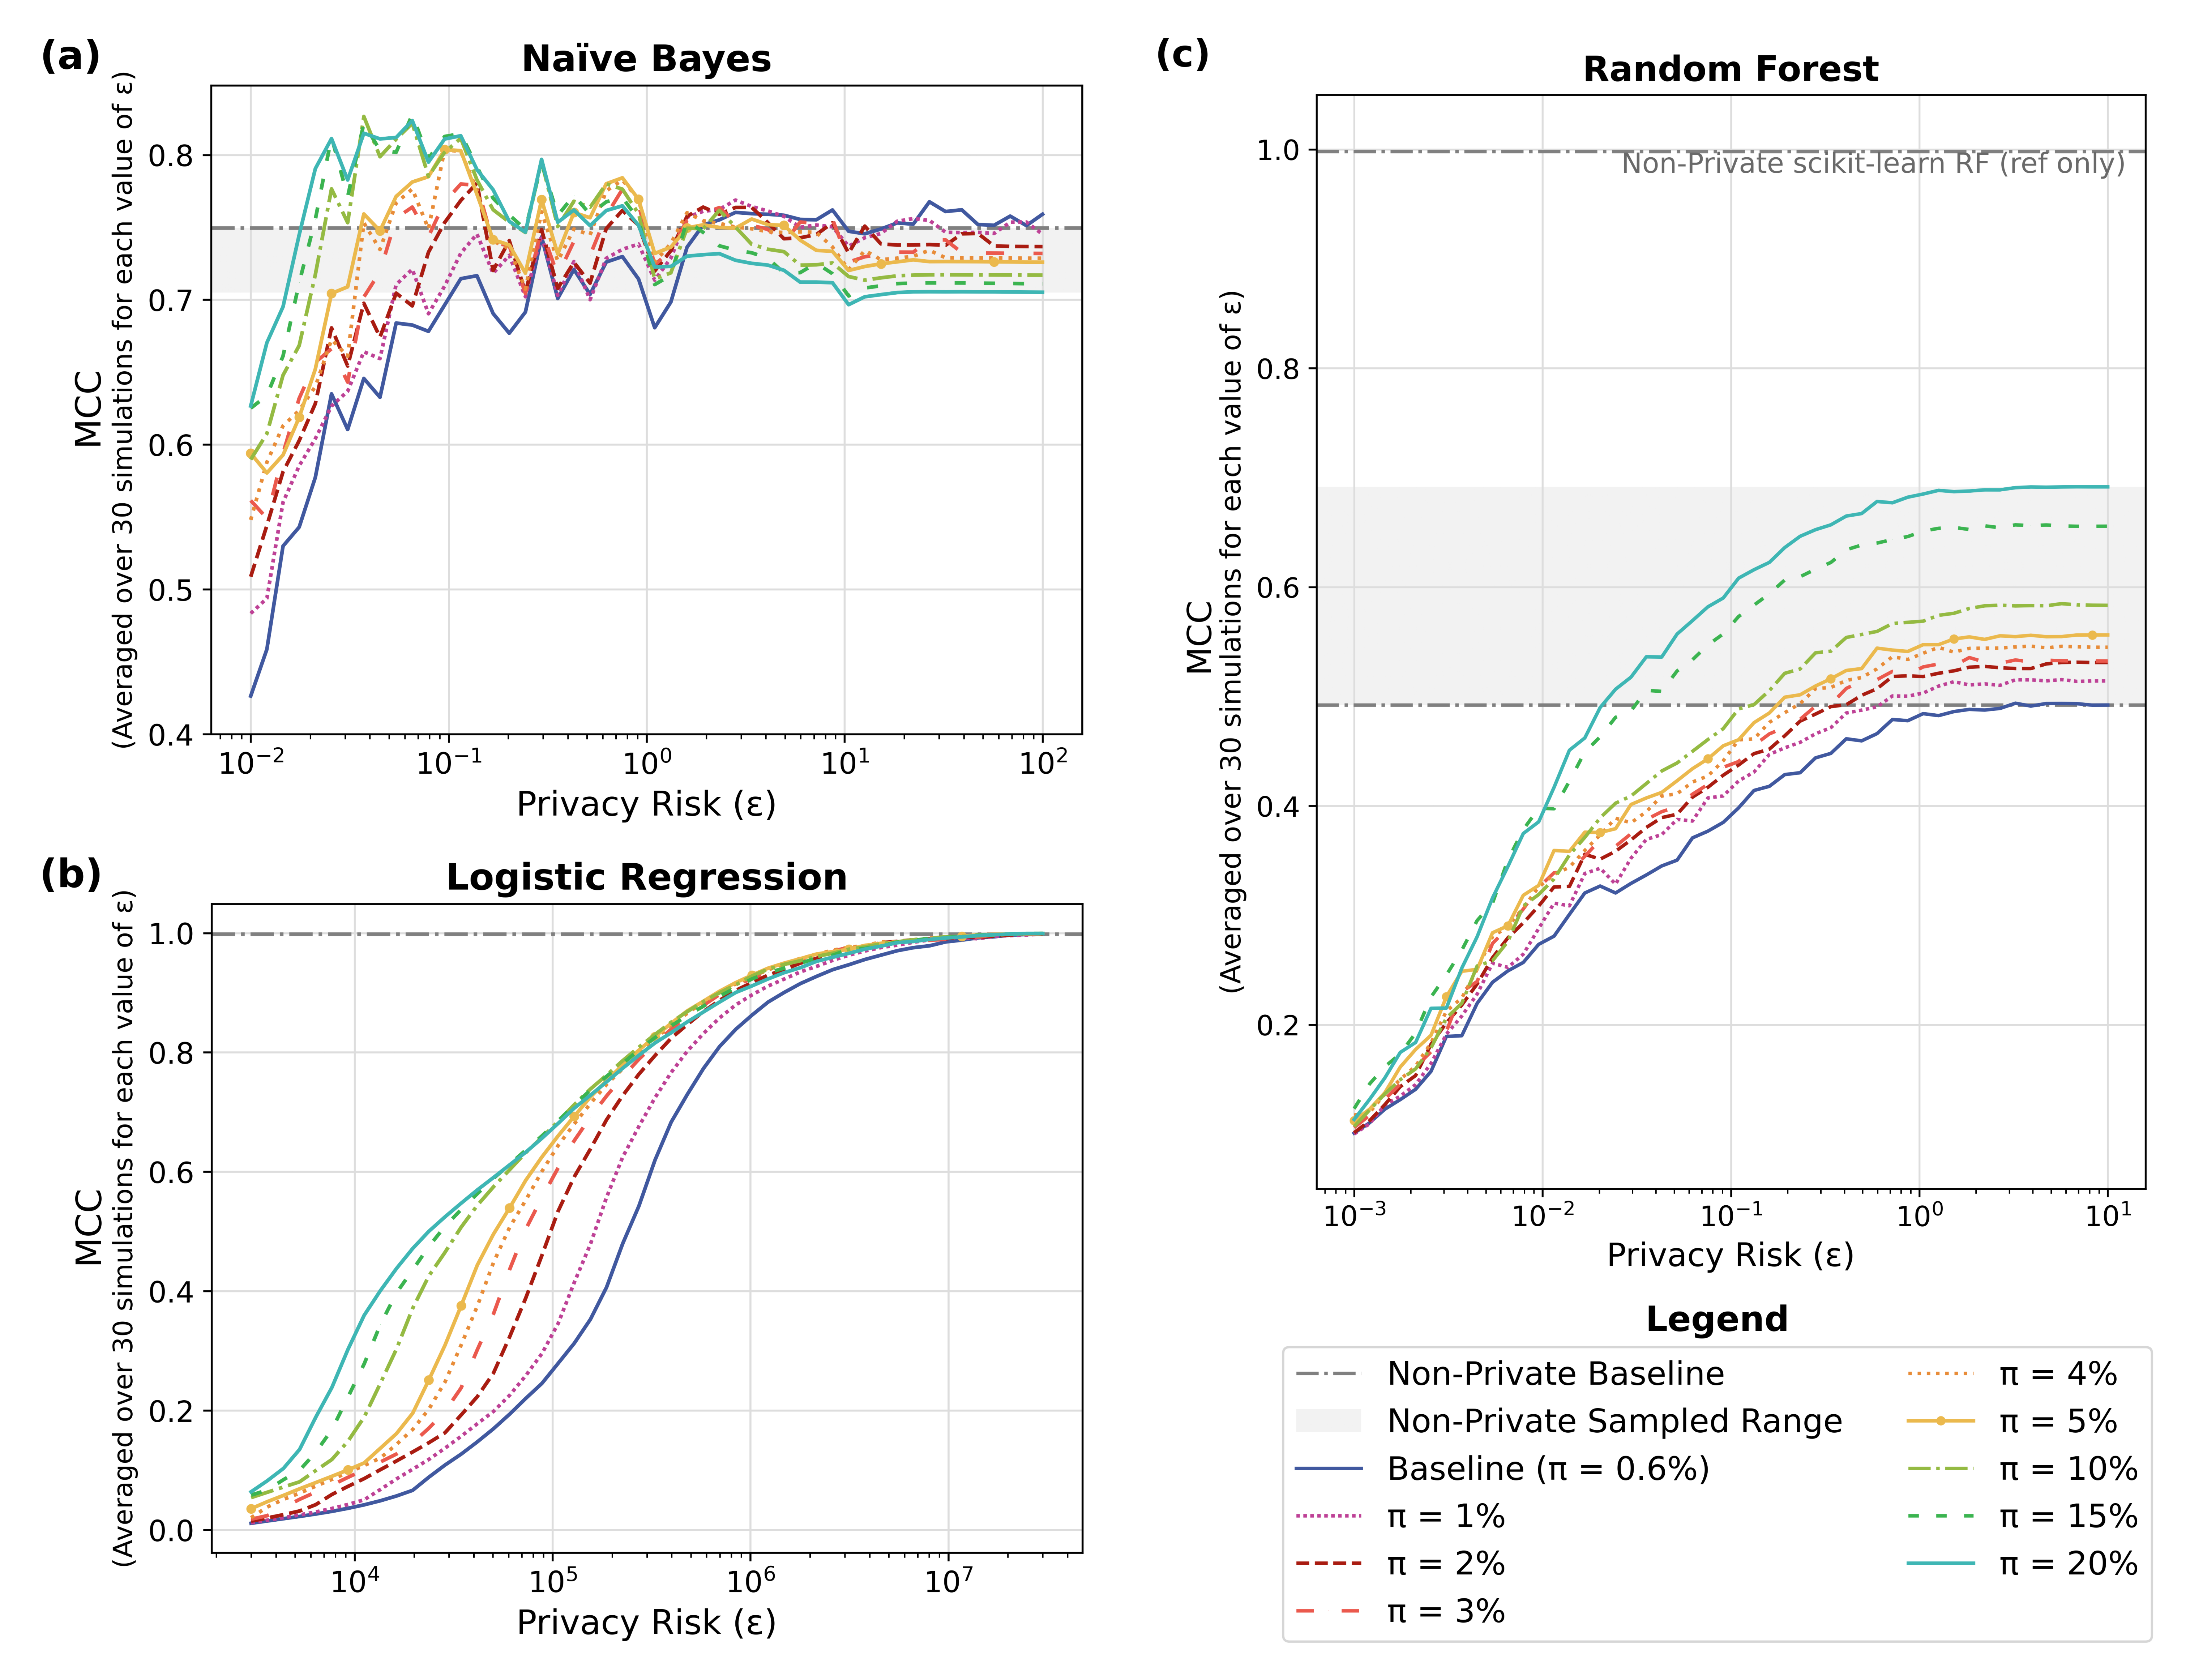 (a)
Naïve Bayes
MCC
(Averaged over 30 simulations for each value of ε)
0.8
0.7
0.6
0.5
0.4
10⁻²
10⁻¹
10⁰
10¹
10²
Privacy Risk (ε)
(b)
Logistic Regression
MCC
(Averaged over 30 simulations for each value of ε)
1.0
0.8
0.6
0.4
0.2
0.0
10⁴
10⁵
10⁶
10⁷
Privacy Risk (ε)
(c)
Random Forest
MCC
(Averaged over 30 simulations for each value of ε)
1.0
0.8
0.6
0.4
0.2
Non-Private scikit-learn RF (ref only)
10⁻³
10⁻²
10⁻¹
10⁰
10¹
Privacy Risk (ε)
Legend
Non-Private Baseline
Non-Private Sampled Range
Baseline (π = 0.6%)
π = 1%
π = 2%
π = 3%
π = 4%
π = 5%
π = 10%
π = 15%
π = 20%